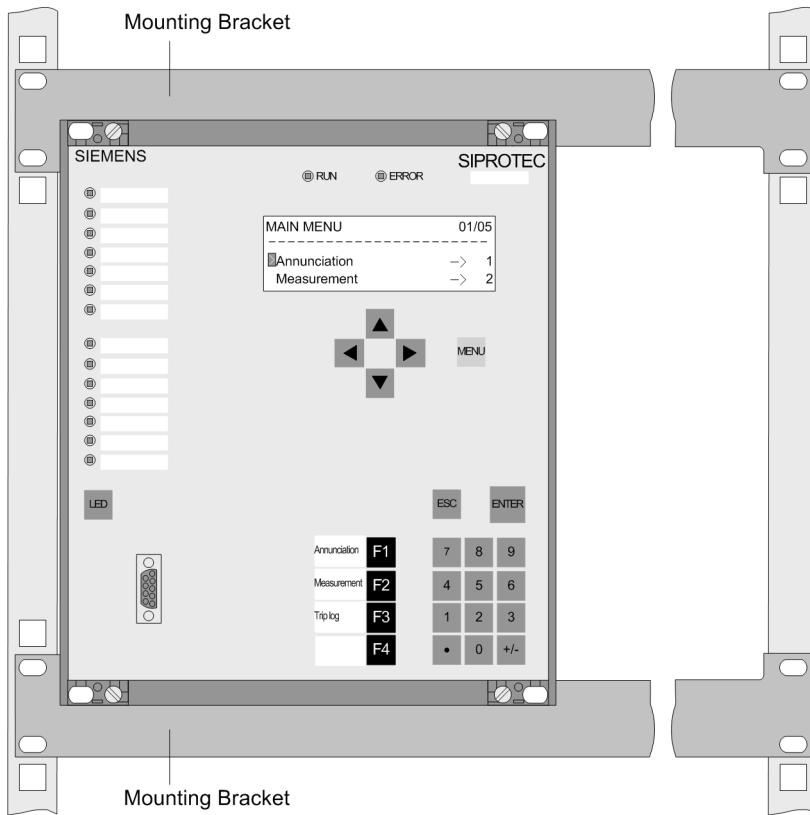 Mounting Bracket
SIEMENS
SIPROTEC
RUN
ERROR
MAIN MENU 01/05
--------------------------
Annunciation --> 1
Measurement --> 2
MENU
LED
ESC
ENTER
Annunciation F1
7 8 9
Measurement F2
4 5 6
Trip log F3
1 2 3
F4
• 0 +/-
Mounting Bracket